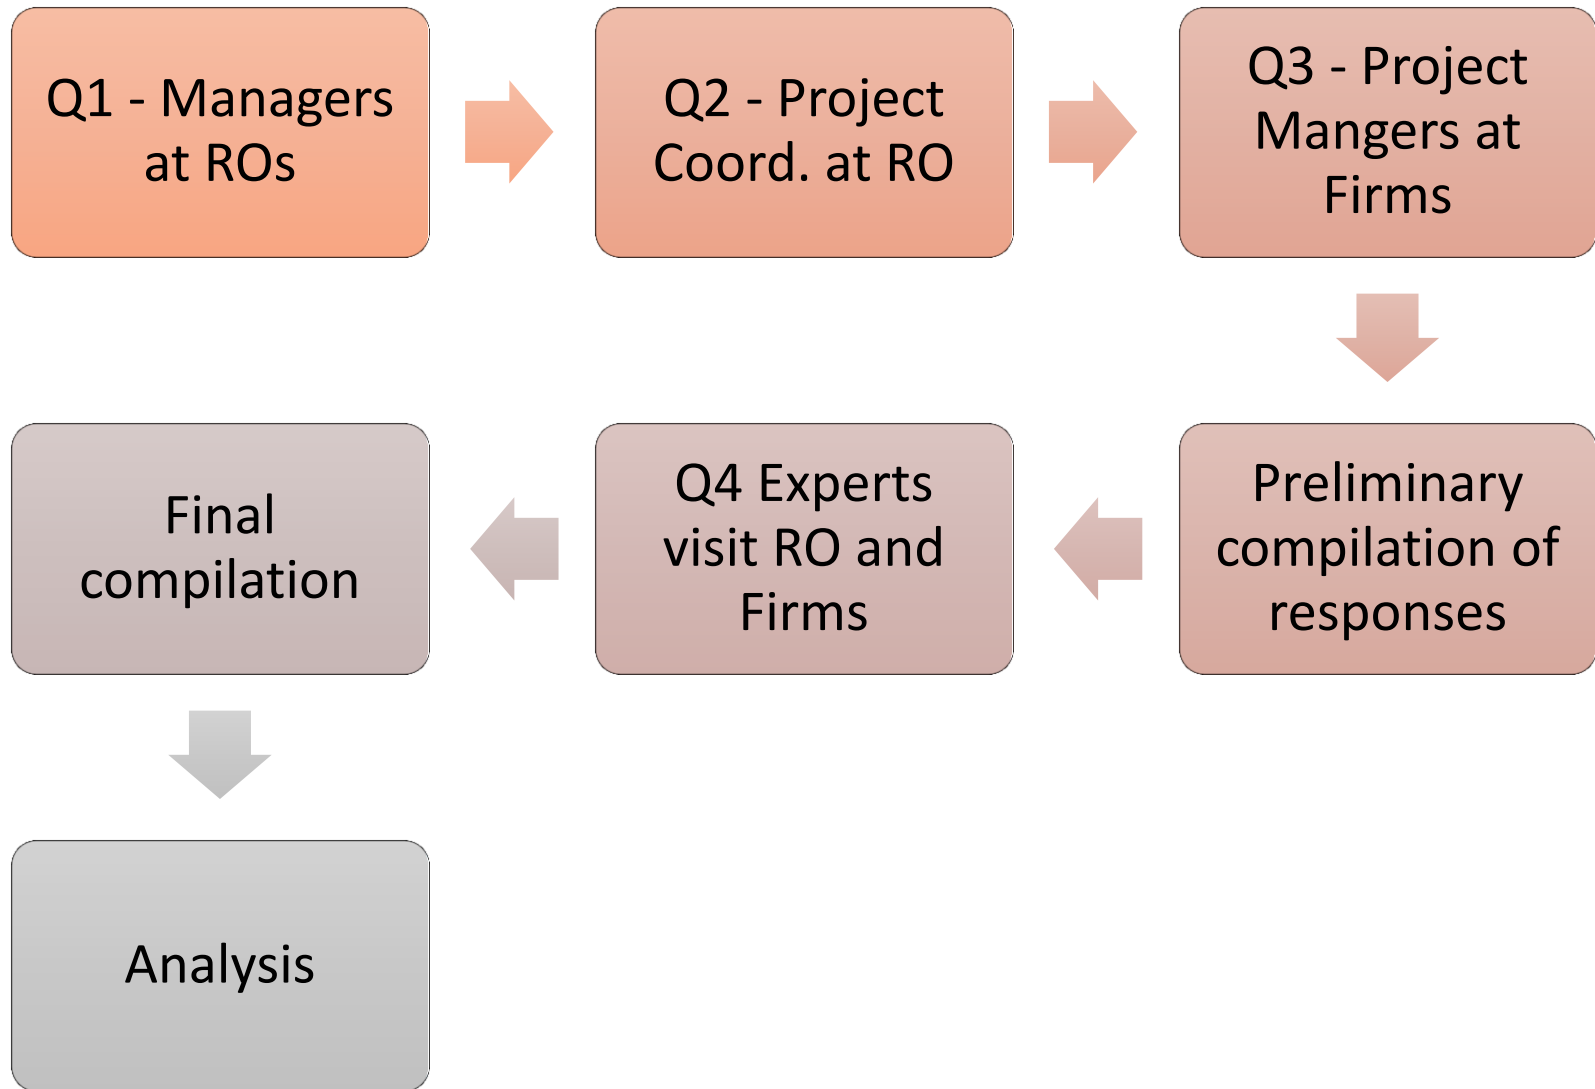 Q1 - Managers
at ROs
Q2 - Project
Coord. at RO
Q3 - Project
Mangers at
Firms
Preliminary
compilation of
responses
Q4 Experts
visit RO and
Firms
Final
compilation
Analysis